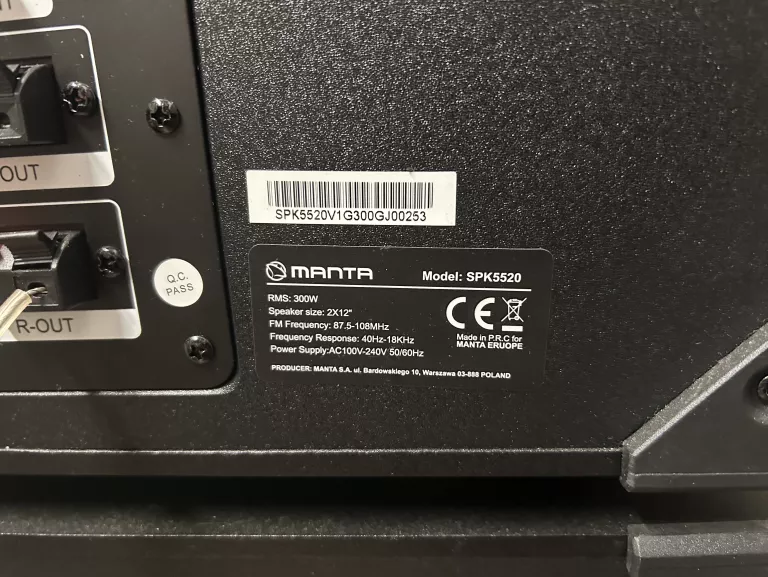 OUT
R-OUT
Q.C.
PASS
SPK5520V1G300GJ00253
MANTA
Model: SPK5520
RMS: 300W
Speaker size: 2X12"
FM Frequency: 87.5-108MHz
Frequency Response: 40Hz-18KHz
Power Supply:AC100V-240V 50/60Hz
CE
Made in P.R.C for
MANTA ERUOPE
PRODUCER: MANTA S.A. ul. Bardowskiego 10, Warszawa 03-888 POLAND